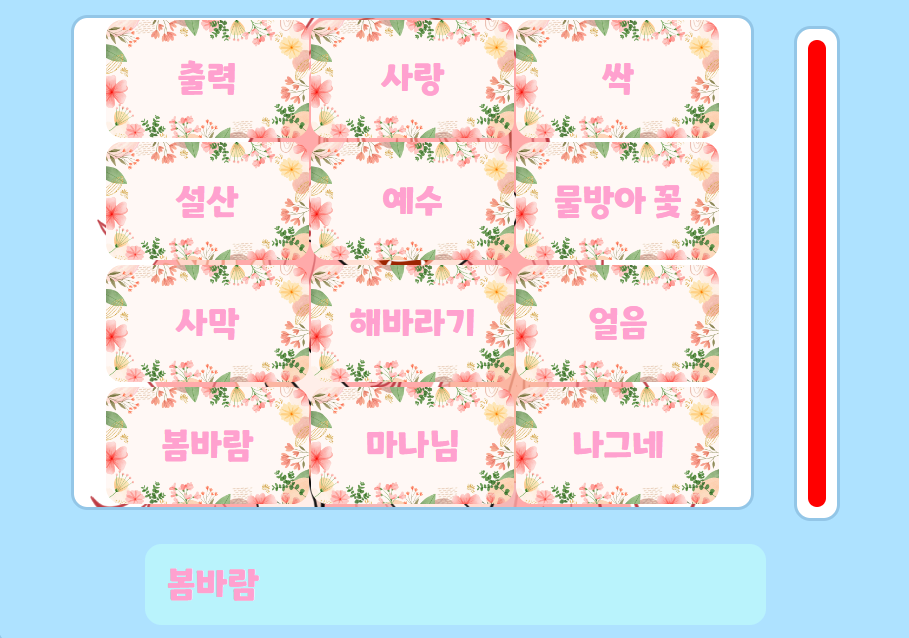 출력 사랑 싹
설산 예수 물방아 꽃
사막 해바라기 얼음
봄바람 마나님 나그네
봄바람